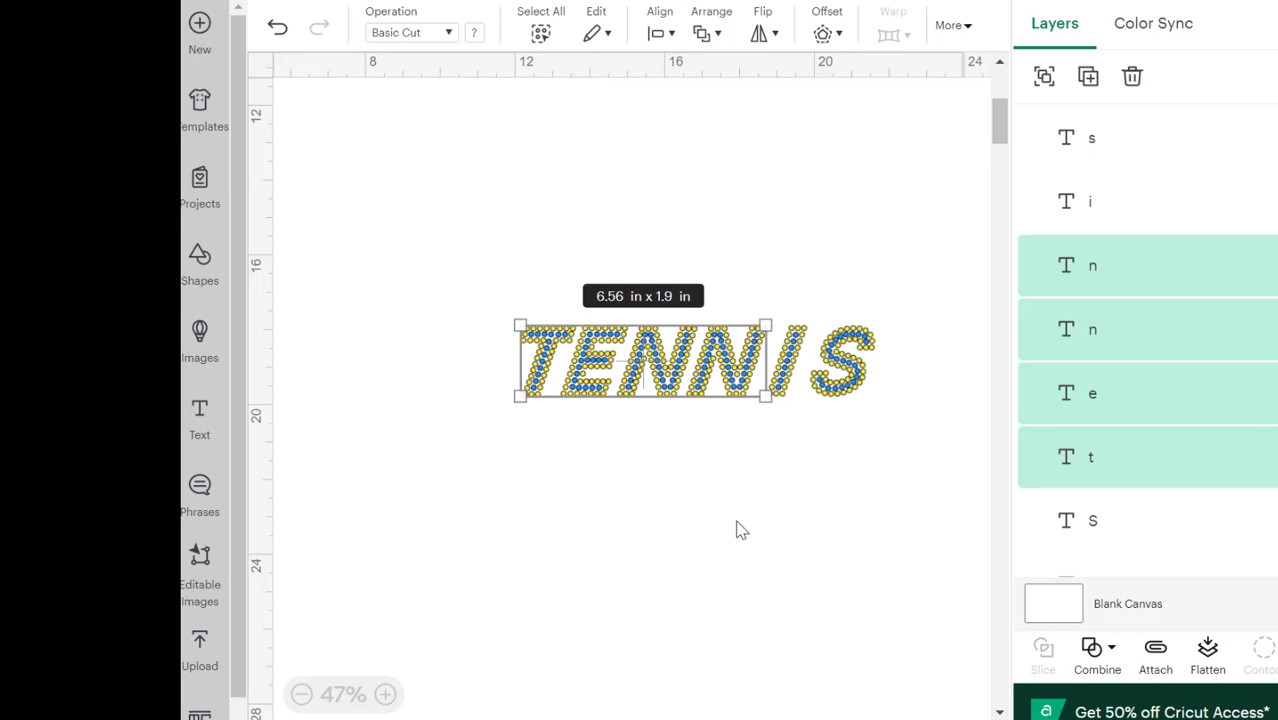 New
Templates
Projects
Shapes
Images
Text
Phrases
Editable
Images
Upload
Operation
Basic Cut
?
Select All
Edit
Align
Arrange
Flip
Offset
Warp
More
8
12
16
20
24
12
16
20
24
28
6.56 in x 1.9 in
TENNIS
47%
Layers
Color Sync
T s
T i
T n
T n
T e
T t
T S
Blank Canvas
Slice
Combine
Attach
Flatten
Conto
a Get 50% off Cricut Access*